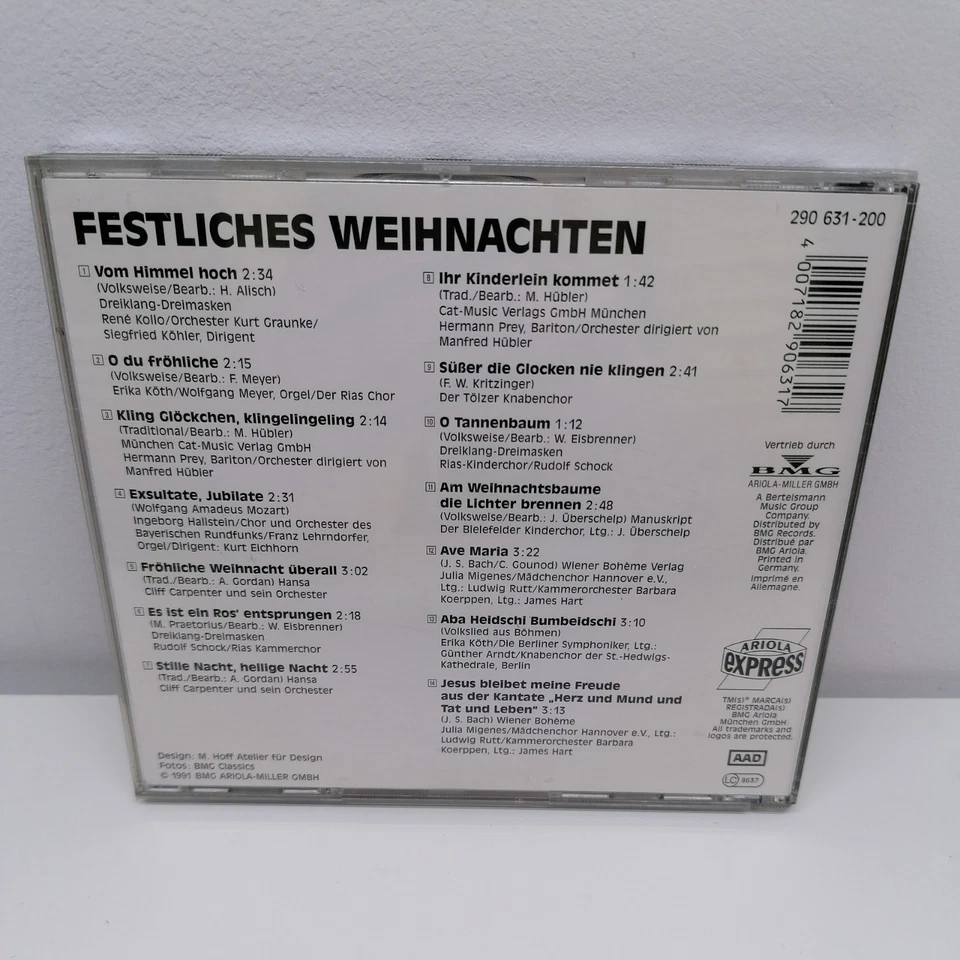 FESTLICHES WEIHNACHTEN
290 631-200
1 Vom Himmel hoch 2:34
(Volksweise/Bearb.: H. Alisch)
Dreiklang-Dreimasken
René Kollo/Orchester Kurt Graunke/
Siegfried Köhler, Dirigent
2 O du fröhliche 2:15
(Volksweise/Bearb.: F. Meyer)
Erika Köth/Wolfgang Meyer, Orgel/Der Rias Chor
3 Kling Glöckchen, klingelingeling 2:14
(Traditional/Bearb.: M. Hübler)
München Cat-Music Verlag GmbH
Hermann Prey, Bariton/Orchester dirigiert von
Manfred Hübler
4 Exsultate, Jubilate 2:31
(Wolfgang Amadeus Mozart)
Ingeborg Hallstein/Chor und Orchester des
Bayerischen Rundfunks/Franz Lehrndorfer,
Orgel/Dirigent: Kurt Eichhorn
5 Fröhliche Weihnacht überall 3:02
(Trad./Bearb.: A. Gordan) Hansa
Cliff Carpenter und sein Orchester
6 Es ist ein Ros' entsprungen 2:18
(M. Praetorius/Bearb.: W. Eisbrenner)
Dreiklang-Dreimasken
Rudolf Schock/Rias Kammerchor
7 Stille Nacht, heilige Nacht 2:55
(Trad./Bearb.: A. Gordan) Hansa
Cliff Carpenter und sein Orchester
Design: M. Hoff Atelier für Design
Fotos: BMG Classics
© 1991 BMG ARIOLA-MILLER GMBH
8 Ihr Kinderlein kommet 1:42
(Trad./Bearb.: M. Hübler)
Cat-Music Verlags GmbH München
Hermann Prey, Bariton/Orchester dirigiert von
Manfred Hübler
9 Süßer die Glocken nie klingen 2:41
(F. W. Kritzinger)
Der Tölzer Knabenchor
10 O Tannenbaum 1:12
(Volksweise/Bearb.: W. Eisbrenner)
Dreiklang-Dreimasken
Rias-Kinderchor/Rudolf Schock
11 Am Weihnachtsbaume
die Lichter brennen 2:48
(Volksweise/Bearb.: J. Überschelp) Manuskript
Der Bielefelder Kinderchor, Ltg.: J. Überschelp
12 Ave Maria 3:22
(J. S. Bach/C. Gounod) Wiener Bohème Verlag
Julia Migenes/Mädchenchor Hannover e.V.,
Ltg.: Ludwig Rutt/Kammerorchester Barbara
Koerppen, Ltg.: James Hart
13 Aba Heidschi Bumbeidschi 3:10
(Volkslied aus Böhmen)
Erika Köth/Die Berliner Symphoniker, Ltg.:
Günther Arndt/Knabenchor der St.-Hedwigs-
Kathedrale, Berlin
14 Jesus bleibet meine Freude
aus der Kantate „Herz und Mund und
Tat und Leben" 3:13
(J. S. Bach) Wiener Bohème
Julia Migenes/Mädchenchor Hannover e.V., Ltg.:
Ludwig Rutt/Kammerorchester Barbara
Koerppen, Ltg.: James Hart
4 007182 906317
Vertrieb durch
BMG
ARIOLA-MILLER GMBH
A Bertelsmann
Music Group
Company.
Distributed by
BMG Records.
Distribué par
BMG Ariola.
Printed in
Germany.
Imprimé en
Allemagne.
ARIOLA
express
TM(s)® MARCA(s)
REGISTRADA(s)
BMG Ariola
München GmbH
All trademarks and
logos are protected.
AAD
LC 8637